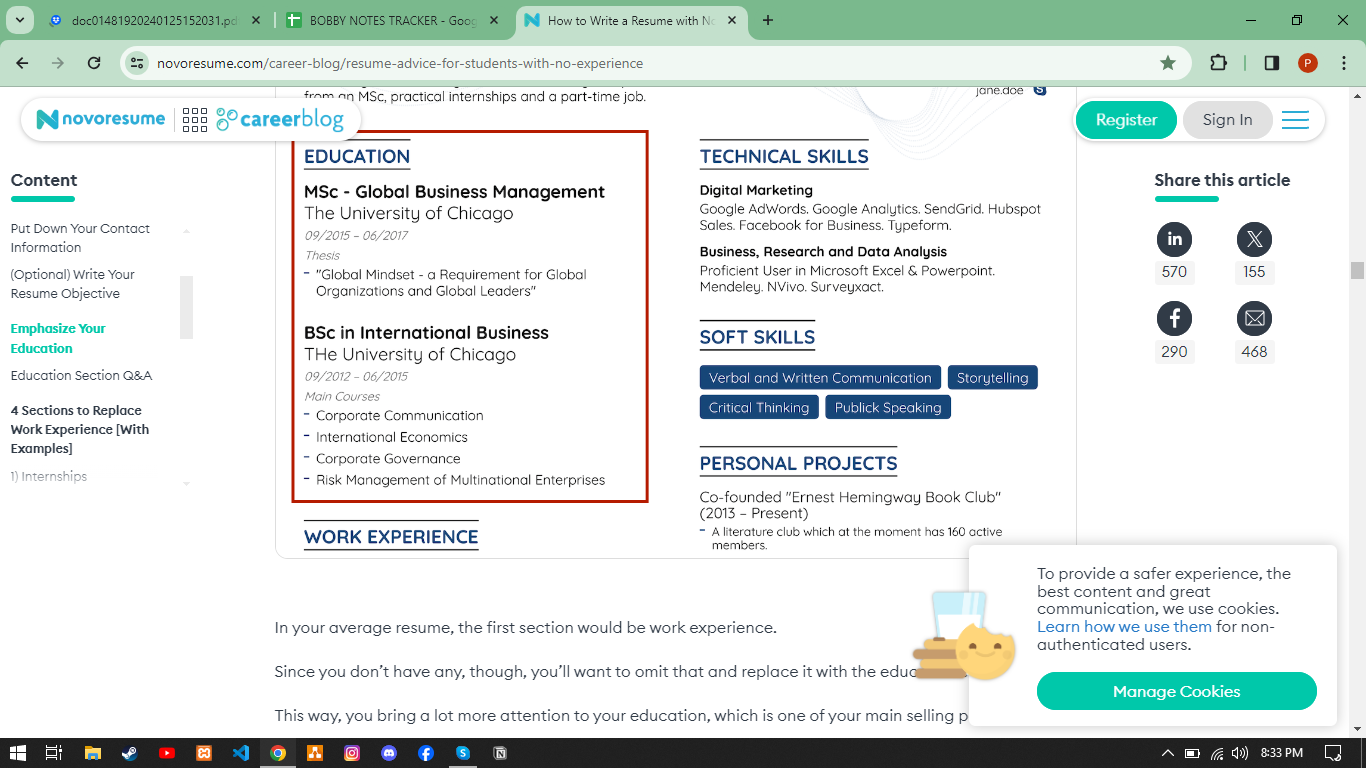 doc01481920240125152031.pd
BOBBY NOTES TRACKER - Goog
How to Write a Resume with No
novoresume.com/career-blog/resume-advice-for-students-with-no-experience
P
from an MSc, practical internships and a part-time job.
jane.doe
novoresume
careerblog
Register
Sign In
Content
Put Down Your Contact
Information
(Optional) Write Your
Resume Objective
Emphasize Your
Education
Education Section Q&A
4 Sections to Replace
Work Experience [With
Examples]
1) Internships
EDUCATION
MSc - Global Business Management
The University of Chicago
09/2015 – 06/2017
Thesis
- "Global Mindset - a Requirement for Global
Organizations and Global Leaders"
BSc in International Business
THe University of Chicago
09/2012 – 06/2015
Main Courses
- Corporate Communication
- International Economics
- Corporate Governance
- Risk Management of Multinational Enterprises
WORK EXPERIENCE
TECHNICAL SKILLS
Digital Marketing
Google AdWords. Google Analytics. SendGrid. Hubspot
Sales. Facebook for Business. Typeform.
Business, Research and Data Analysis
Proficient User in Microsoft Excel & Powerpoint.
Mendeley. NVivo. Surveyxact.
SOFT SKILLS
Verbal and Written Communication
Storytelling
Critical Thinking
Publick Speaking
PERSONAL PROJECTS
Co-founded "Ernest Hemingway Book Club"
(2013 – Present)
- A literature club which at the moment has 160 active
members.
Share this article
570
155
290
468
In your average resume, the first section would be work experience.
Since you don't have any, though, you'll want to omit that and replace it with the educ
This way, you bring a lot more attention to your education, which is one of your main selling p
To provide a safer experience, the
best content and great
communication, we use cookies.
Learn how we use them for non-
authenticated users.
Manage Cookies
8:33 PM